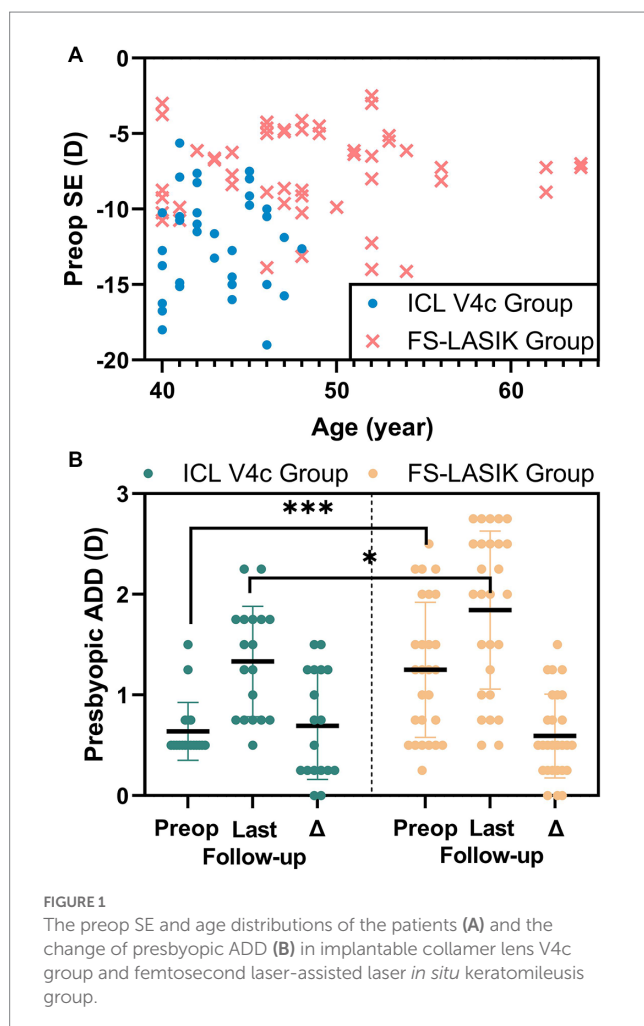 A
0
-5
-10
-15
-20
Preop SE (D)
ICL V4c Group
FS-LASIK Group
40
50
60
Age (year)
B
ICL V4c Group
FS-LASIK Group
3
2
1
0
Presbyopic ADD (D)
***
*
Preop Last Δ Preop Last Δ
Follow-up Follow-up
FIGURE 1
The preop SE and age distributions of the patients (A) and the
change of presbyopic ADD (B) in implantable collamer lens V4c
group and femtosecond laser-assisted laser in situ keratomileusis
group.